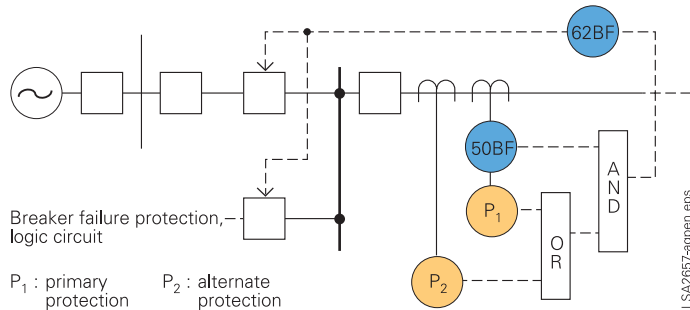 62BF
50BF
P1
P2
AND
OR
Breaker failure protection,
logic circuit
P1 : primary
protection
P2 : alternate
protection
LSA2657-agpen.eps